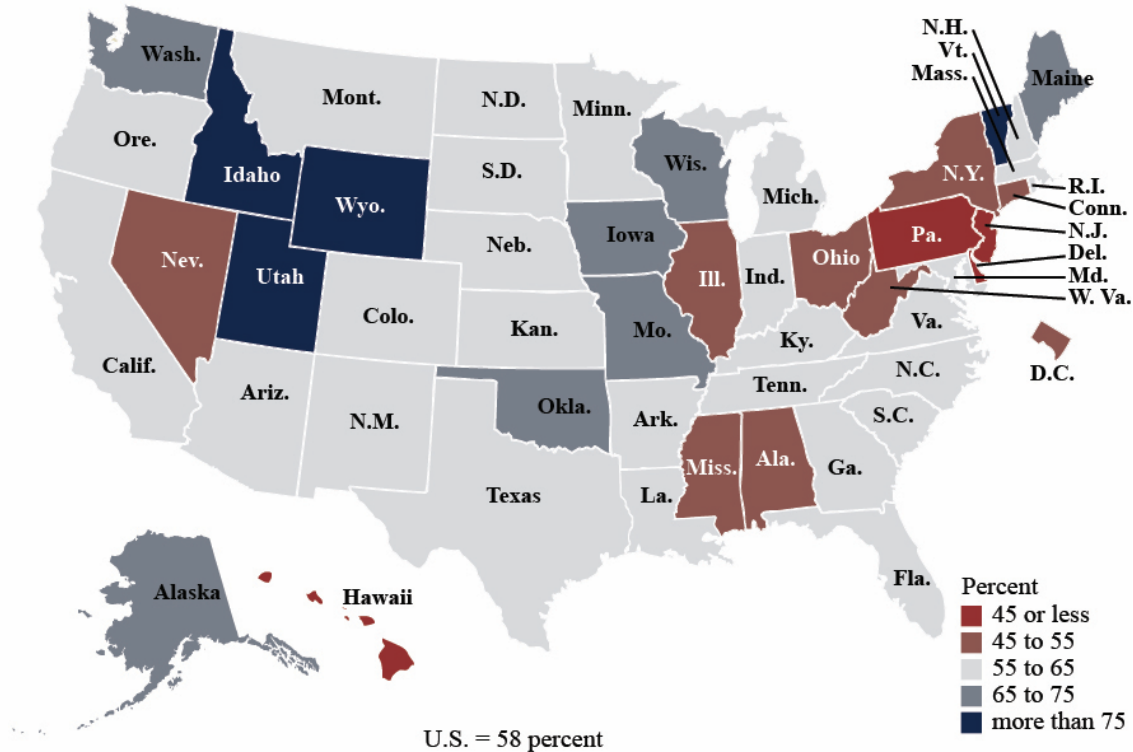 N.H.
Vt.
Mass.
Maine
Wash.
Mont.
N.D.
Minn.
Ore.
Idaho
S.D.
Wis.
N.Y.
Wyo.
Mich.
R.I.
Conn.
N.J.
Del.
Md.
W. Va.
Iowa
Neb.
Pa.
Nev.
Utah
Ohio
Ill.
Ind.
Colo.
Kan.
Mo.
Ky.
Va.
D.C.
Calif.
Ariz.
N.M.
Okla.
Ark.
Tenn.
N.C.
S.C.
Miss.
Ala.
Ga.
Texas
La.
Fla.
Alaska
Hawaii
Percent
45 or less
45 to 55
55 to 65
65 to 75
more than 75
U.S. = 58 percent